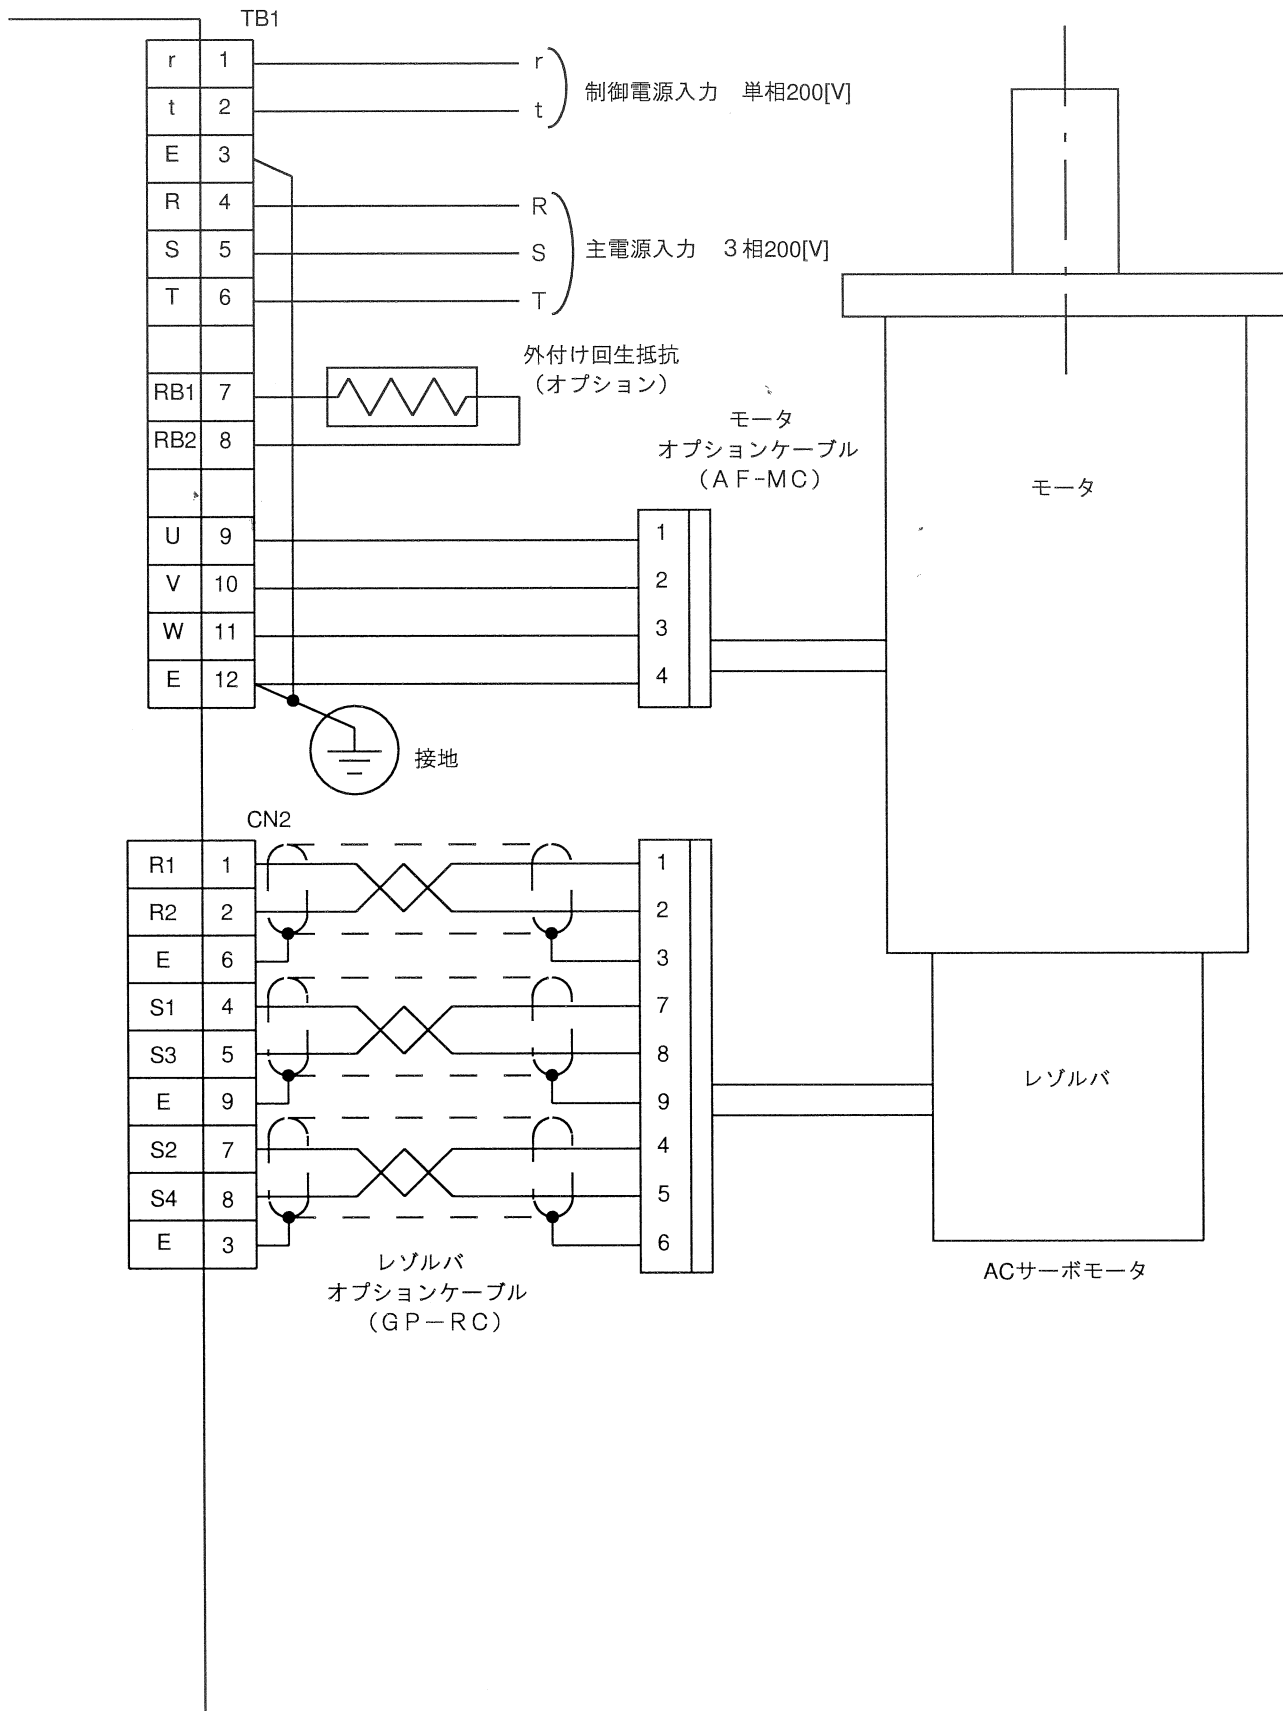 TB1
r 1 r
制御電源入力 単相200[V]
t 2 t
E 3
R 4 R
S 5 S
主電源入力 3相200[V]
T 6 T
外付け回生抵抗
(オプション)
RB1 7
RB2 8
モータ
オプションケーブル
(AF-MC)
モータ
U 9 1
V 10 2
W 11 3
E 12 4
接地
CN2
R1 1 1
R2 2 2
E 6 3
S1 4 7
S3 5 8
E 9 9
レゾルバ
S2 7 4
S4 8 5
E 3 6
レゾルバ
オプションケーブル
(GP-RC)
ACサーボモータ